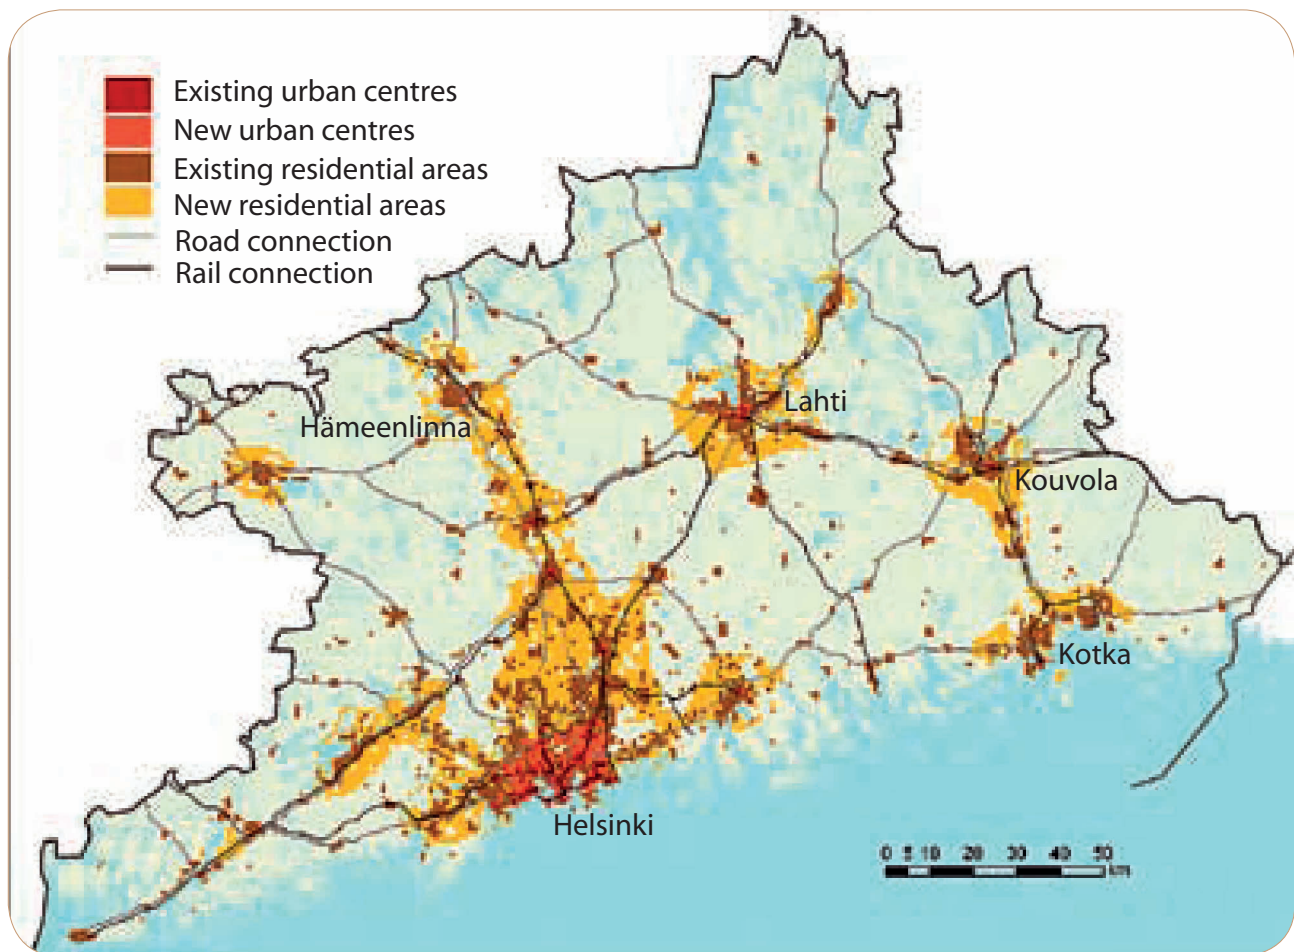 Existing urban centres
New urban centres
Existing residential areas
New residential areas
Road connection
Rail connection
Lahti
Hämeenlinna
Kouvola
Kotka
Helsinki
0 5 10 20 30 40 50
km